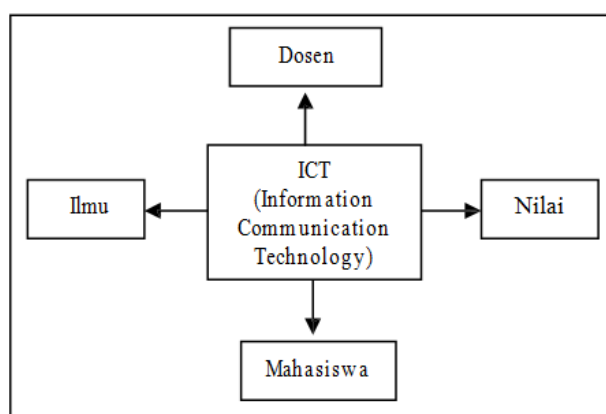 Dosen
ICT
(Information
Communication
Technology)
Ilmu
Nilai
Mahasiswa